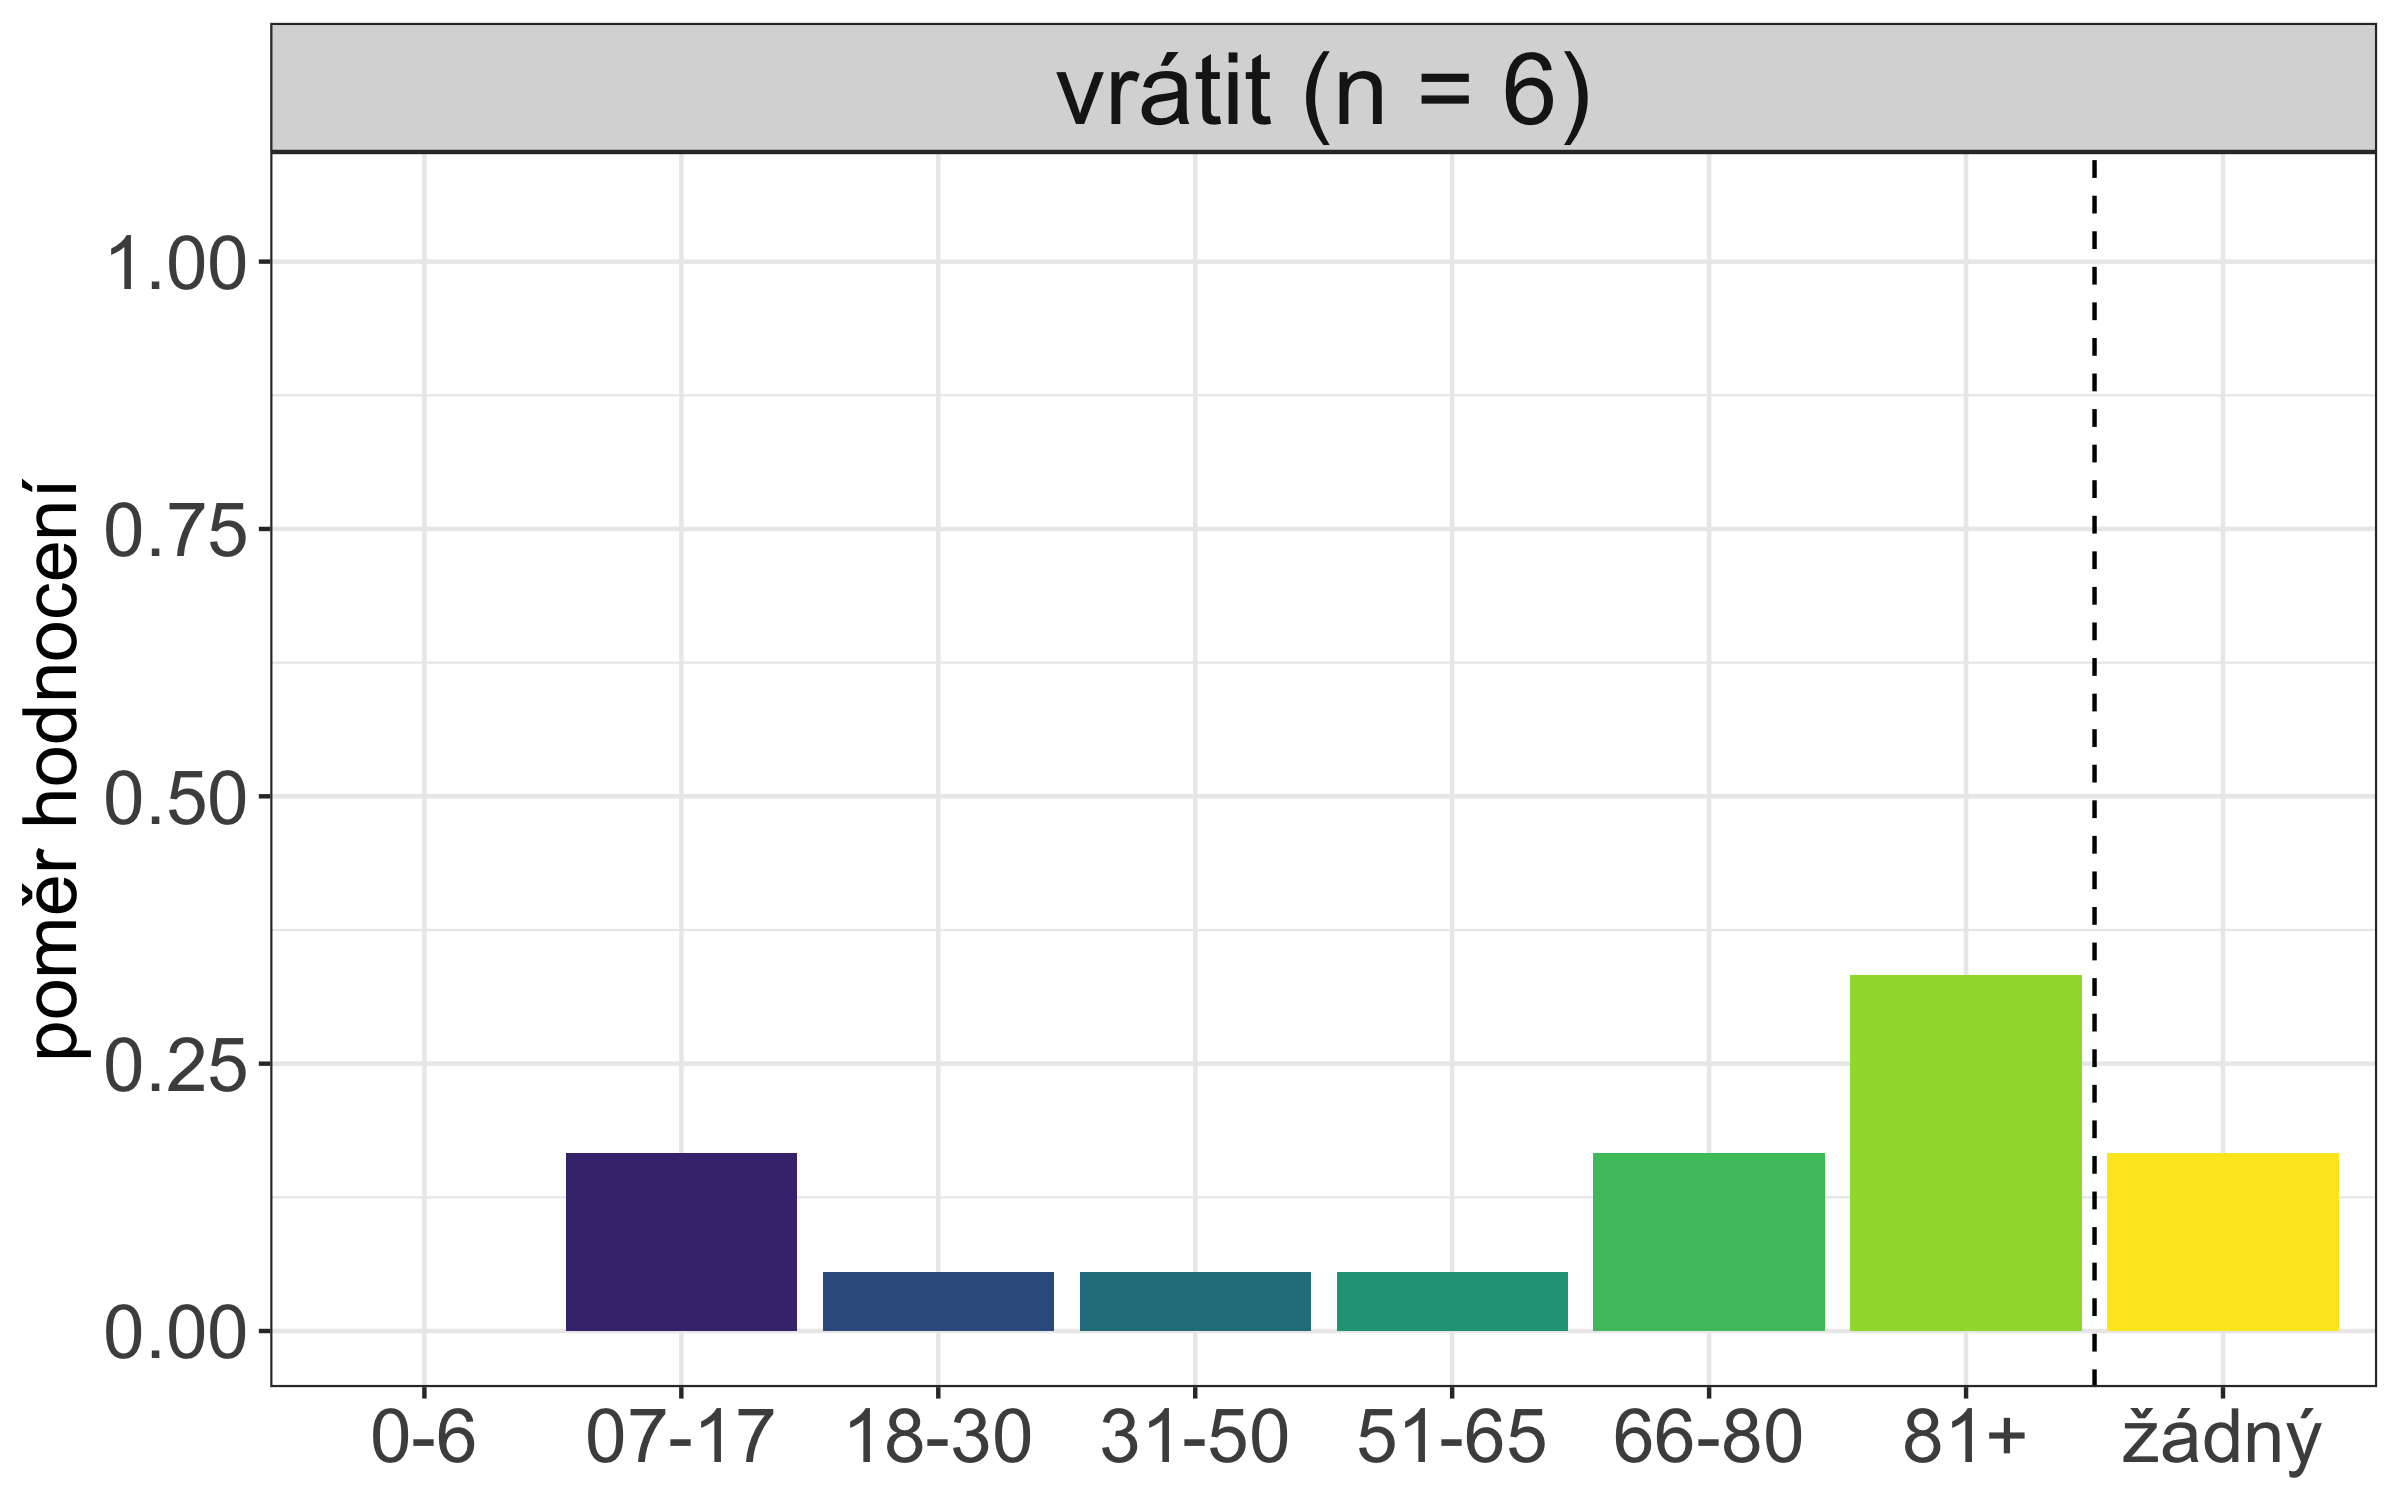 vrátit (n = 6)
poměr hodnocení
1.00
0.75
0.50
0.25
0.00
0-6 07-17 18-30 31-50 51-65 66-80 81+ žádný